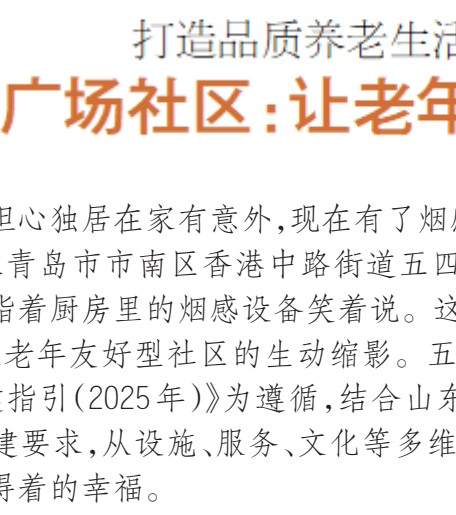 打造品质养老生活
广场社区:让老年
担心独居在家有意外,现在有了烟感
青岛市市南区香港中路街道五四
指着厨房里的烟感设备笑着说。这
老年友好型社区的生动缩影。五
指引(2025年)》为遵循,结合山东
建要求,从设施、服务、文化等多维
得着的幸福。